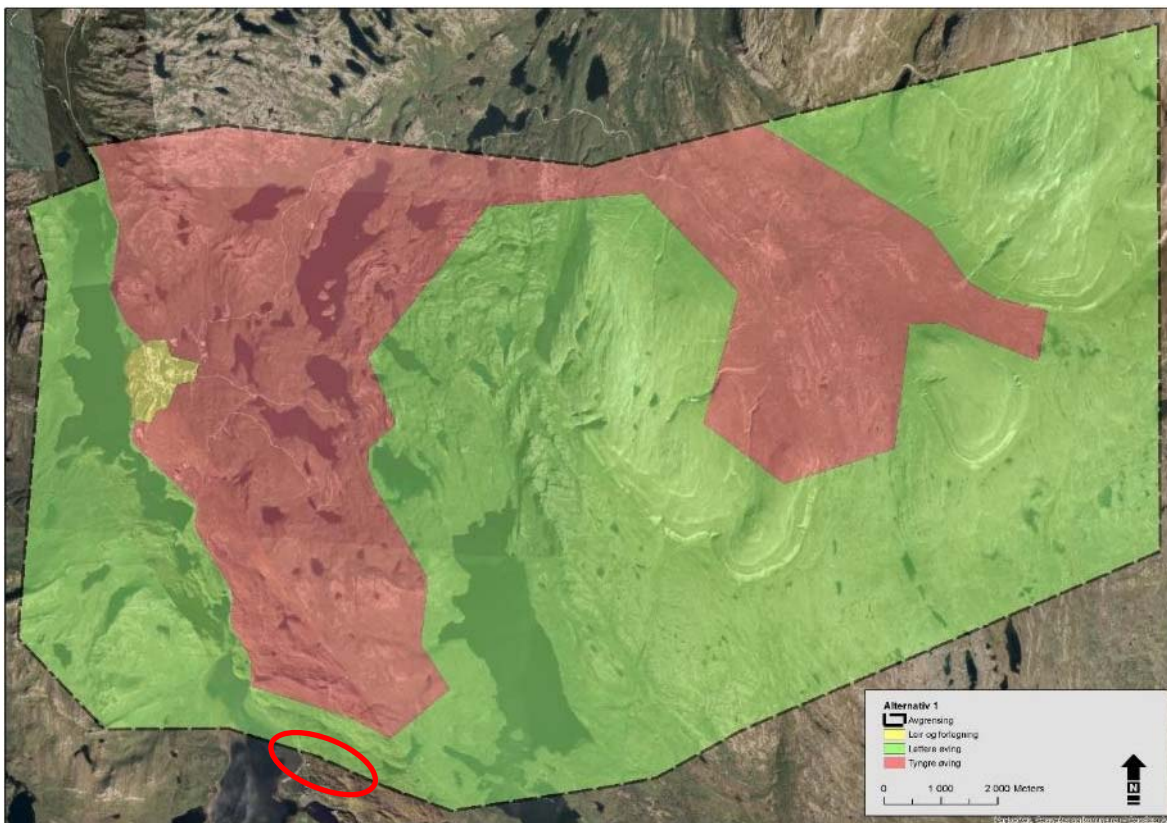 Alternativ 1
Avgrensing
Leir og forlegning
Lettere øving
Tyngre øving
0 1 000 2 000 Meters
N